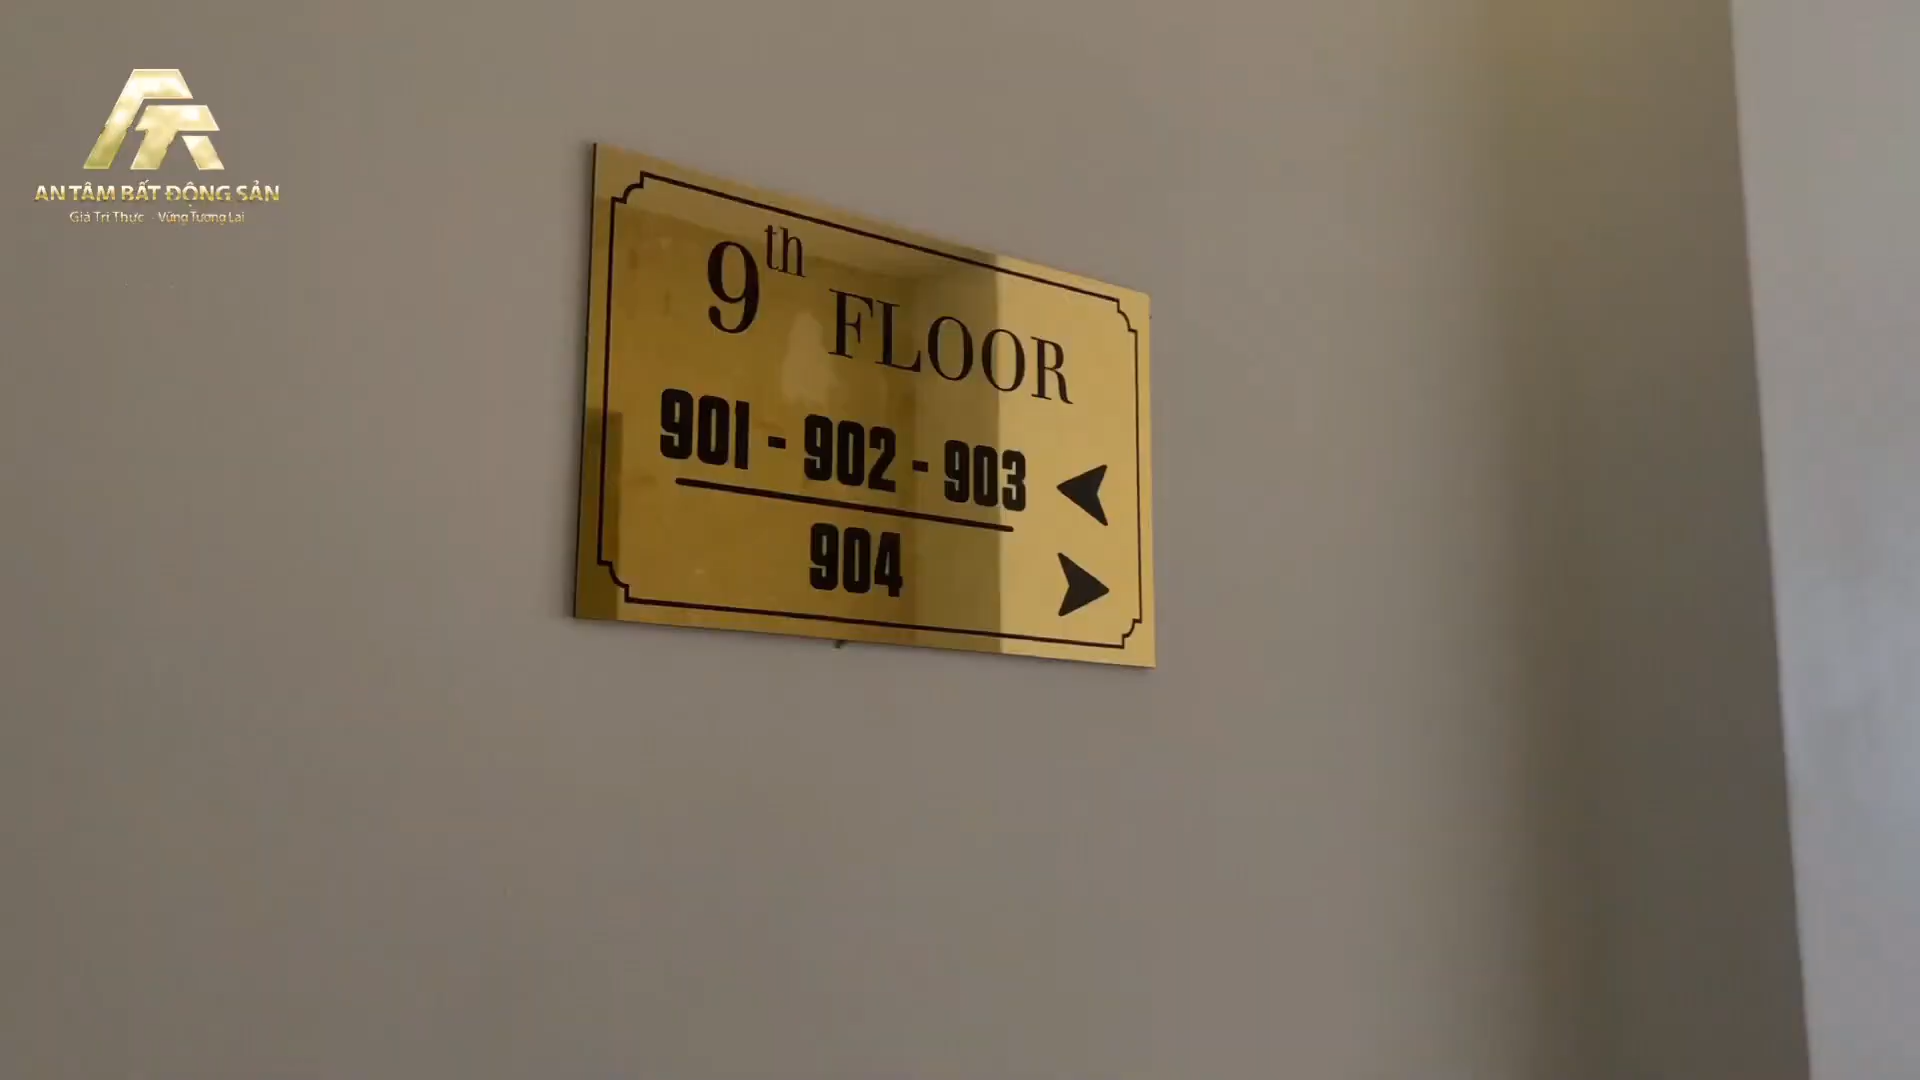 AN TÂM BẤT ĐỘNG SẢN
Giá Trị Thực - Vững Tương Lai
9th FLOOR
901 - 902 - 903
904